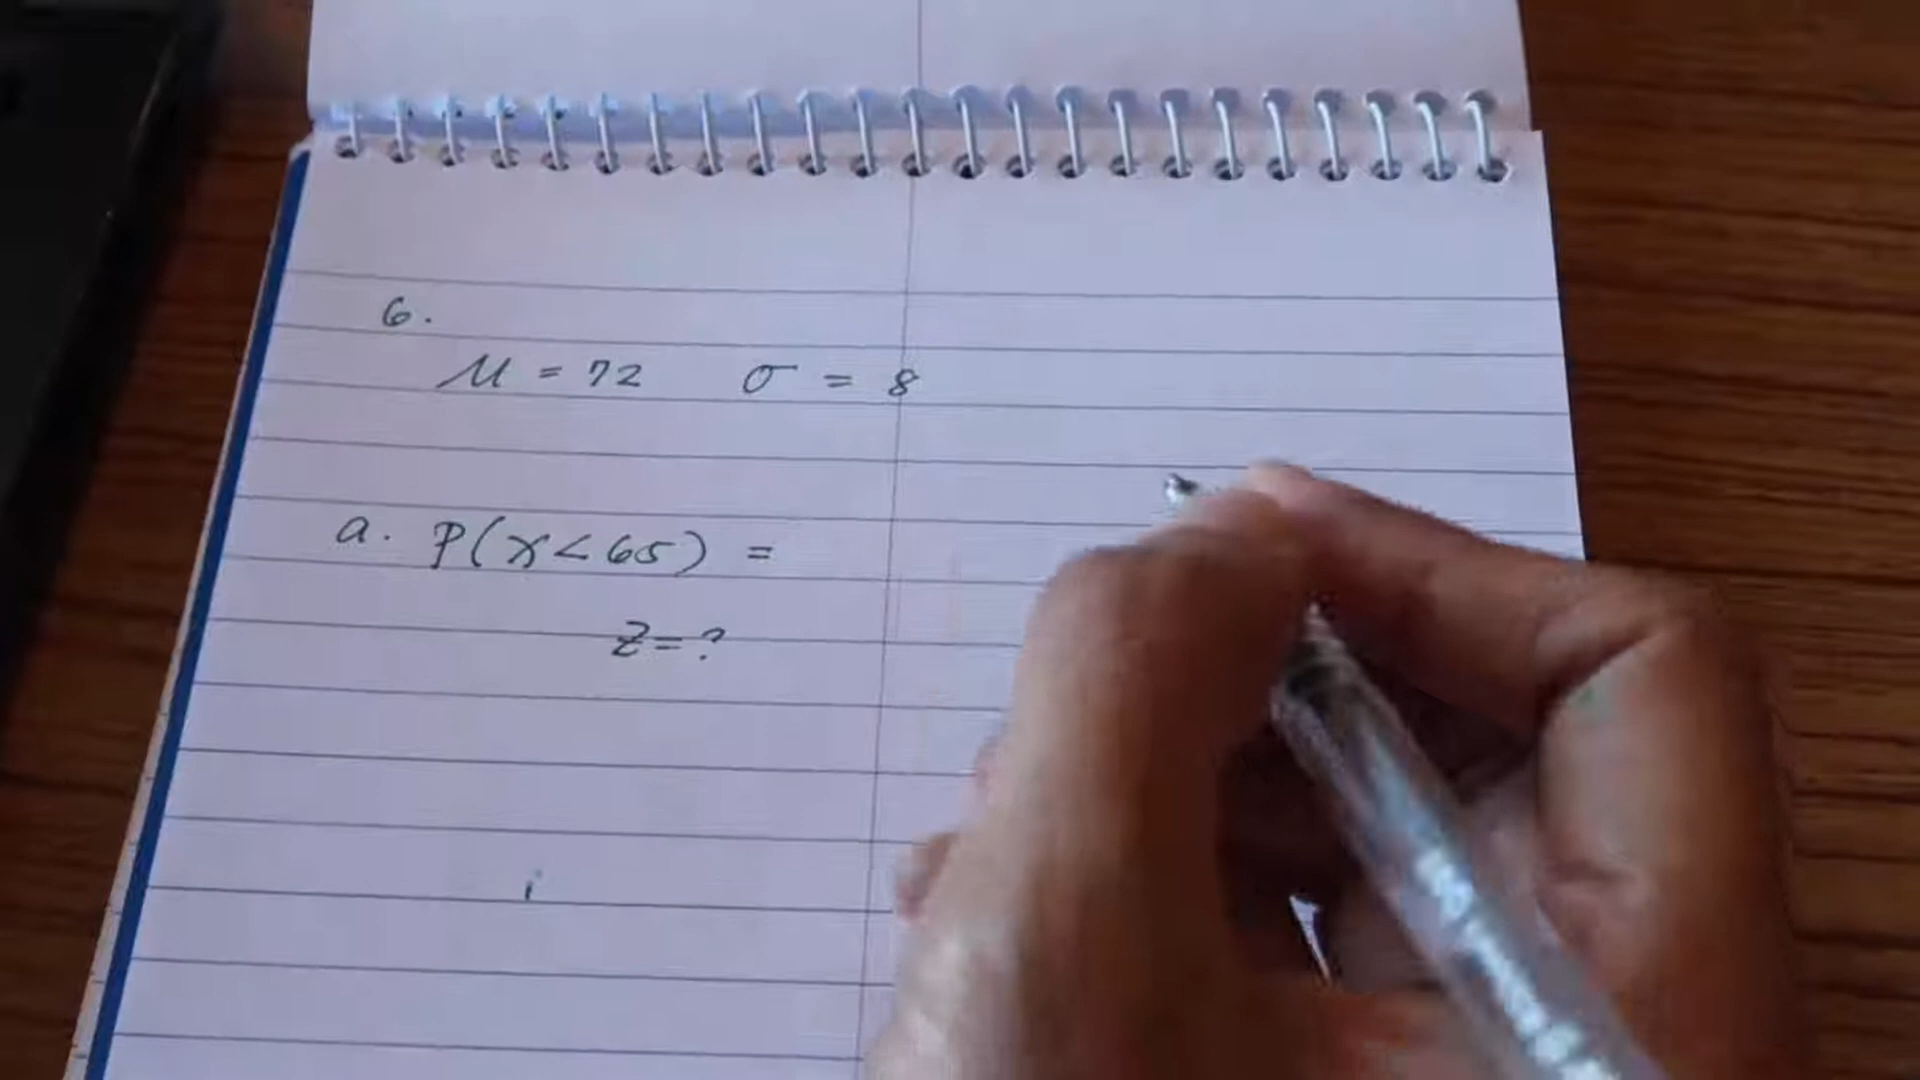 6.
μ = 72 σ = 8
a. P(x<65) =
z=?